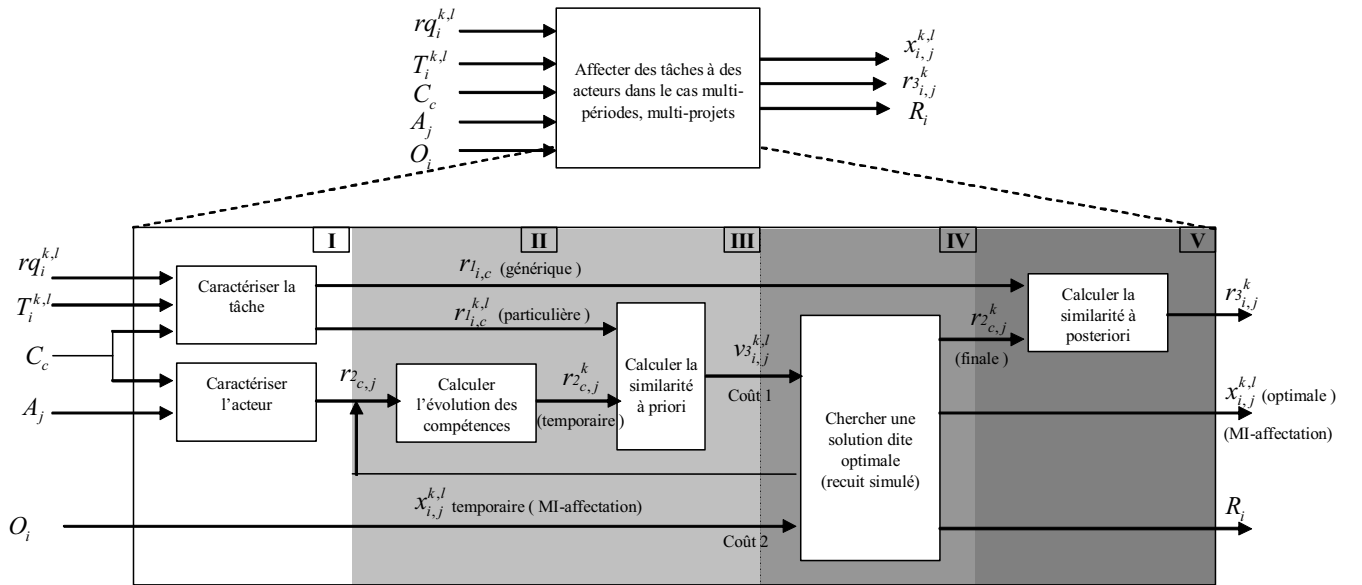 rq_i^{k,l}
T_i^{k,l}
C_c
A_j
O_i
Affecter des tâches à des
acteurs dans le cas multi-
périodes, multi-projets
x_{i,j}^{k,l}
r3_{i,j}^k
R_i
I
II
III
IV
V
rq_i^{k,l}
T_i^{k,l}
C_c
A_j
O_i
Caractériser la
tâche
Caractériser
l’acteur
r1_{i,c} (générique )
r1_{i,c}^{k,l} (particulière )
r2_{c,j}
Calculer
l’évolution des
compétences
r2_{c,j}^k
(temporaire)
Calculer la
similarité
à priori
v3_{i,j}^{k,l}
Coût 1
x_{i,j}^{k,l} temporaire ( MI-affectation)
Coût 2
Chercher une
solution dite
optimale
(recuit simulé)
r2_{c,j}^k
(finale )
Calculer la
similarité à
posteriori
r3_{i,j}^k
x_{i,j}^{k,l} (optimale )
(MI-affectation)
R_i